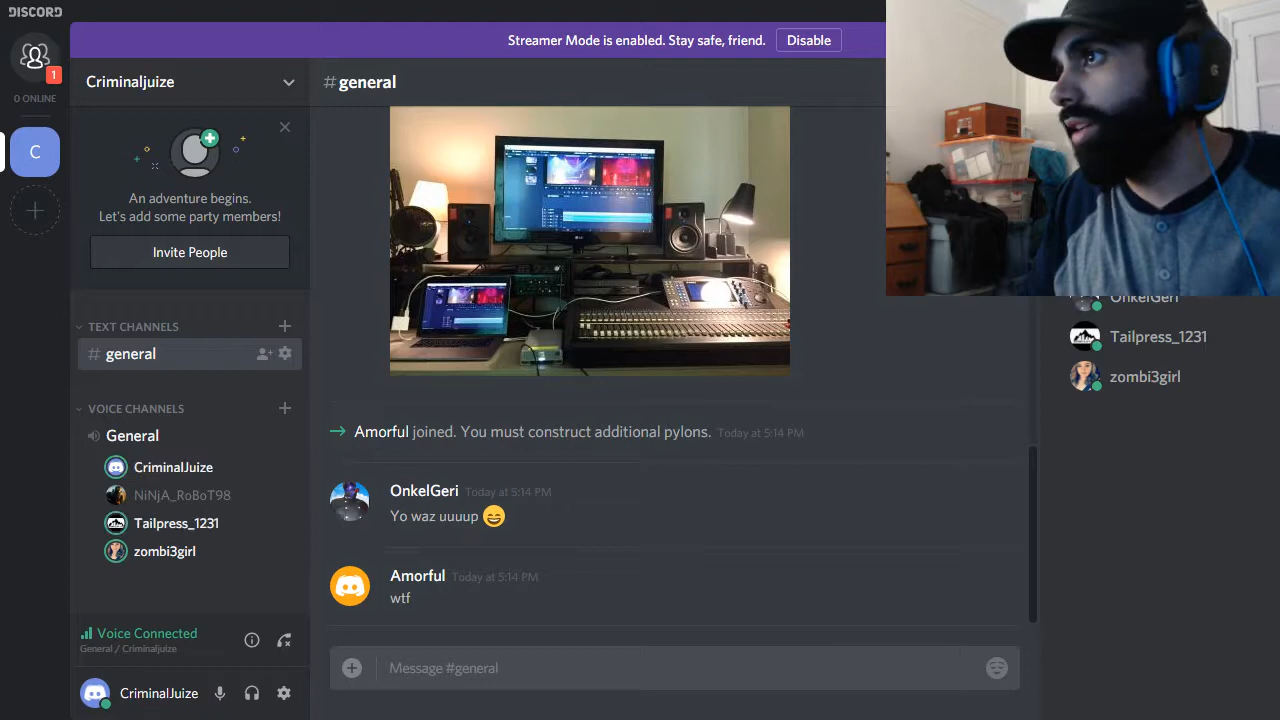 DISCORD
Streamer Mode is enabled. Stay safe, friend.
Disable
1
0 ONLINE
C
Criminaljuize
#general
An adventure begins.
Let's add some party members!
Invite People
TEXT CHANNELS
# general
VOICE CHANNELS
General
CriminalJuize
NiNjA_RoBoT98
Tailpress_1231
zombi3girl
Voice Connected
General / Criminaljuize
CriminalJuize
Amorful joined. You must construct additional pylons. Today at 5:14 PM
OnkelGeri Today at 5:14 PM
Yo waz uuuup 😄
Amorful Today at 5:14 PM
wtf
Message #general
OnkelGeri
Tailpress_1231
zombi3girl